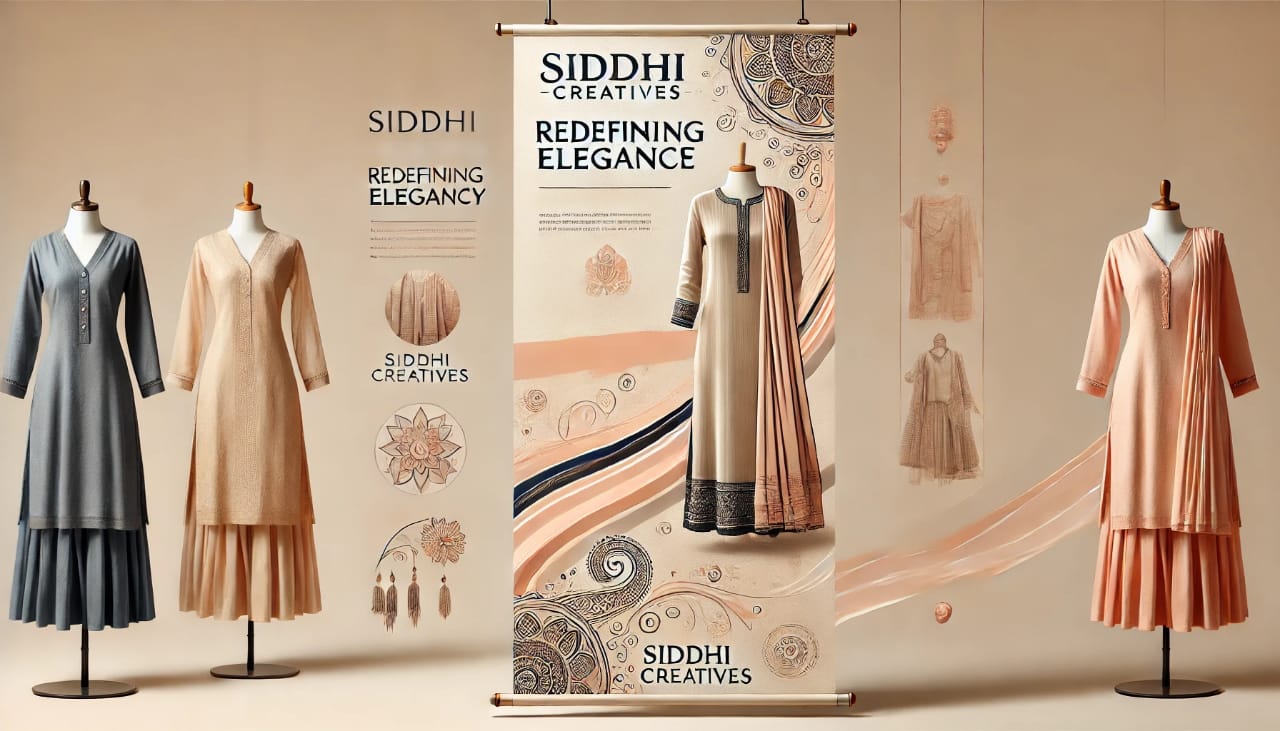 SIDDHI
REDEFINING
ELEGANCY
SIDDHI
CREATIVES
SIDDHI
-CREATIVES-
REDEFINING
ELEGANCE
SIDDHI
CREATIVES